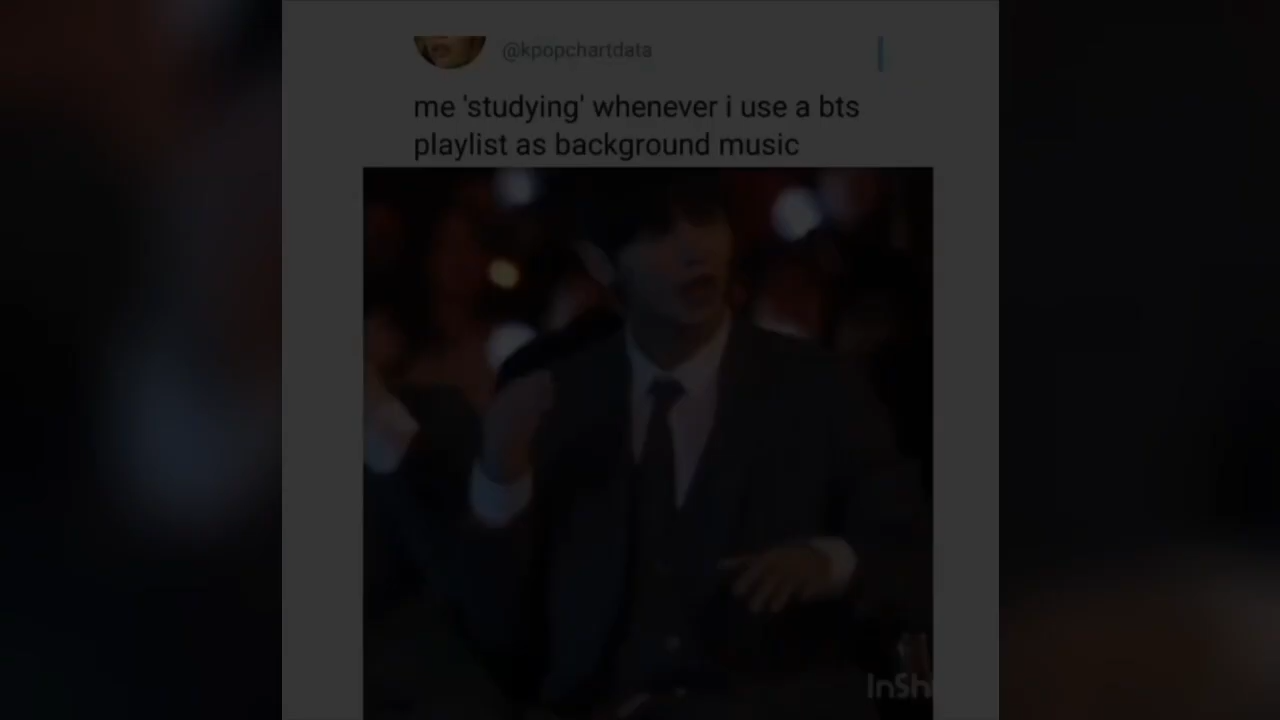 @kpopchartdata
me 'studying' whenever i use a bts
playlist as background music
InSh